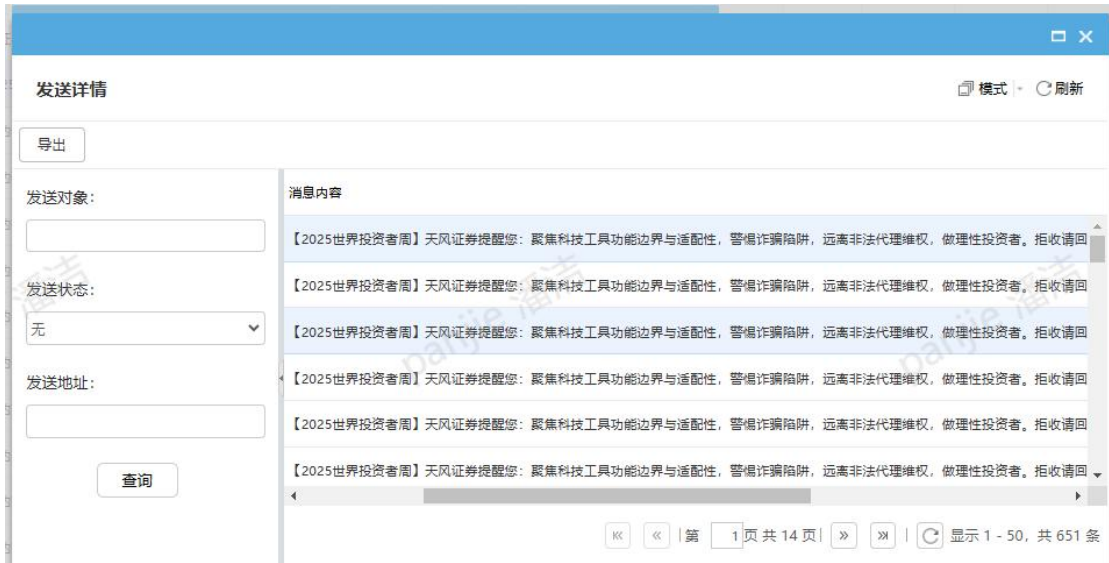 发送详情
模式
刷新
导出
发送对象：
消息内容
【2025世界投资者周】天风证券提醒您：聚焦科技工具功能边界与适配性，警惕诈骗陷阱，远离非法代理维权，做理性投资者。拒收请回
【2025世界投资者周】天风证券提醒您：聚焦科技工具功能边界与适配性，警惕诈骗陷阱，远离非法代理维权，做理性投资者。拒收请回
发送状态：
【2025世界投资者周】天风证券提醒您：聚焦科技工具功能边界与适配性，警惕诈骗陷阱，远离非法代理维权，做理性投资者。拒收请回
无
发送地址：
【2025世界投资者周】天风证券提醒您：聚焦科技工具功能边界与适配性，警惕诈骗陷阱，远离非法代理维权，做理性投资者。拒收请回
【2025世界投资者周】天风证券提醒您：聚焦科技工具功能边界与适配性，警惕诈骗陷阱，远离非法代理维权，做理性投资者。拒收请回
【2025世界投资者周】天风证券提醒您：聚焦科技工具功能边界与适配性，警惕诈骗陷阱，远离非法代理维权，做理性投资者。拒收请回
查询
第 1 页 共 14 页
显示 1 - 50，共 651 条
潘洁
panjie 潘洁
panjie 潘洁